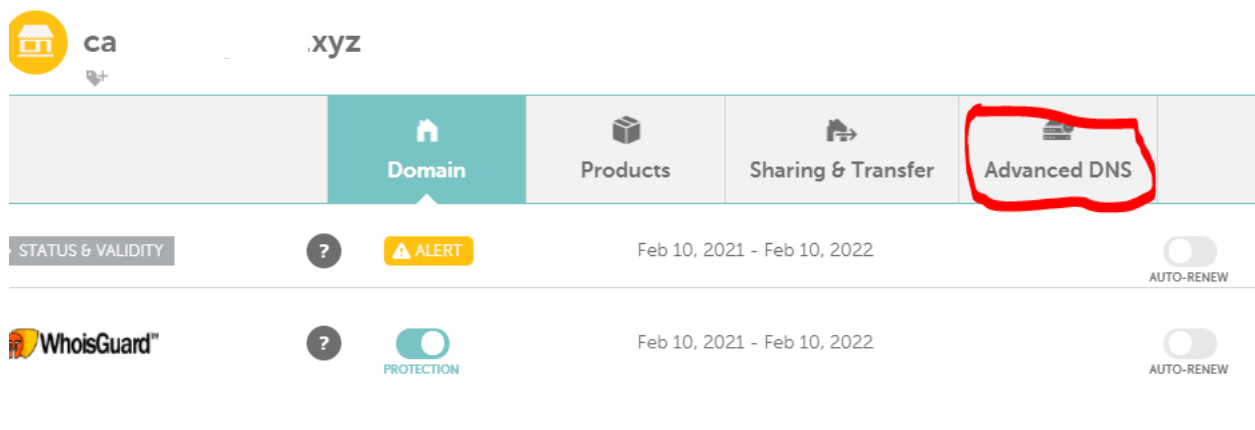 ca .xyz
Domain
Products
Sharing & Transfer
Advanced DNS
STATUS & VALIDITY
?
ALERT
Feb 10, 2021 - Feb 10, 2022
AUTO-RENEW
WhoisGuard™
?
PROTECTION
Feb 10, 2021 - Feb 10, 2022
AUTO-RENEW